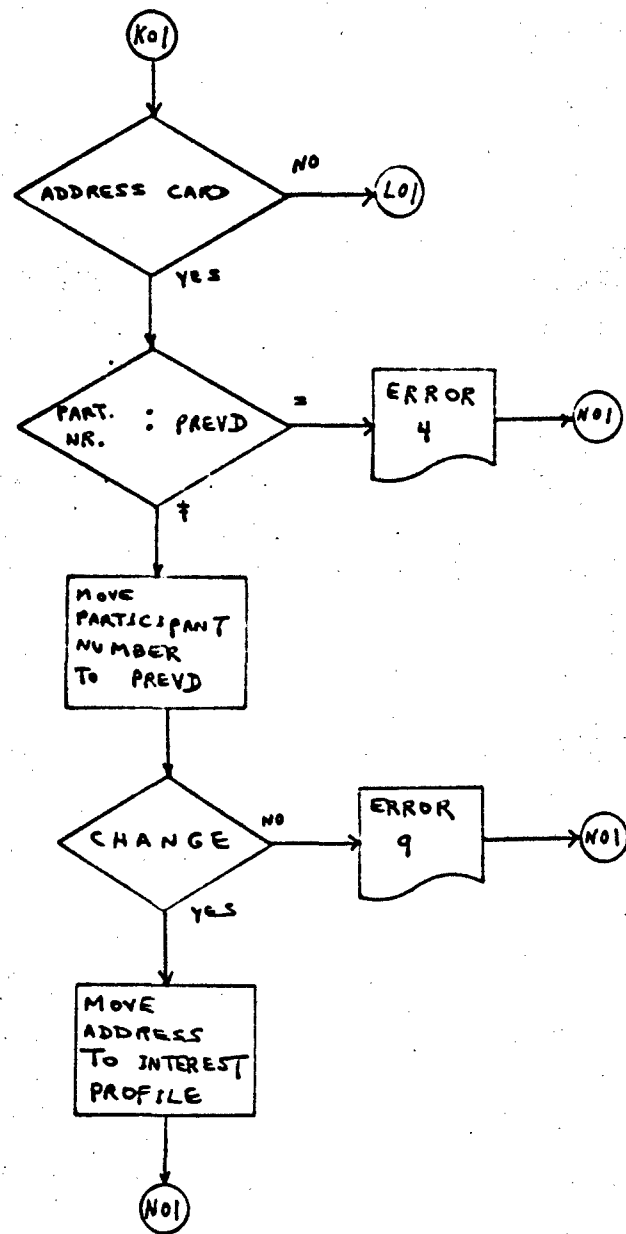 K01
ADDRESS CARD
NO
L01
YES
PART.
NR.
: PREVD
=
ERROR
4
N01
≠
MOVE
PARTICIPANT
NUMBER
TO PREVD
CHANGE
NO
ERROR
9
N01
YES
MOVE
ADDRESS
TO INTEREST
PROFILE
N01